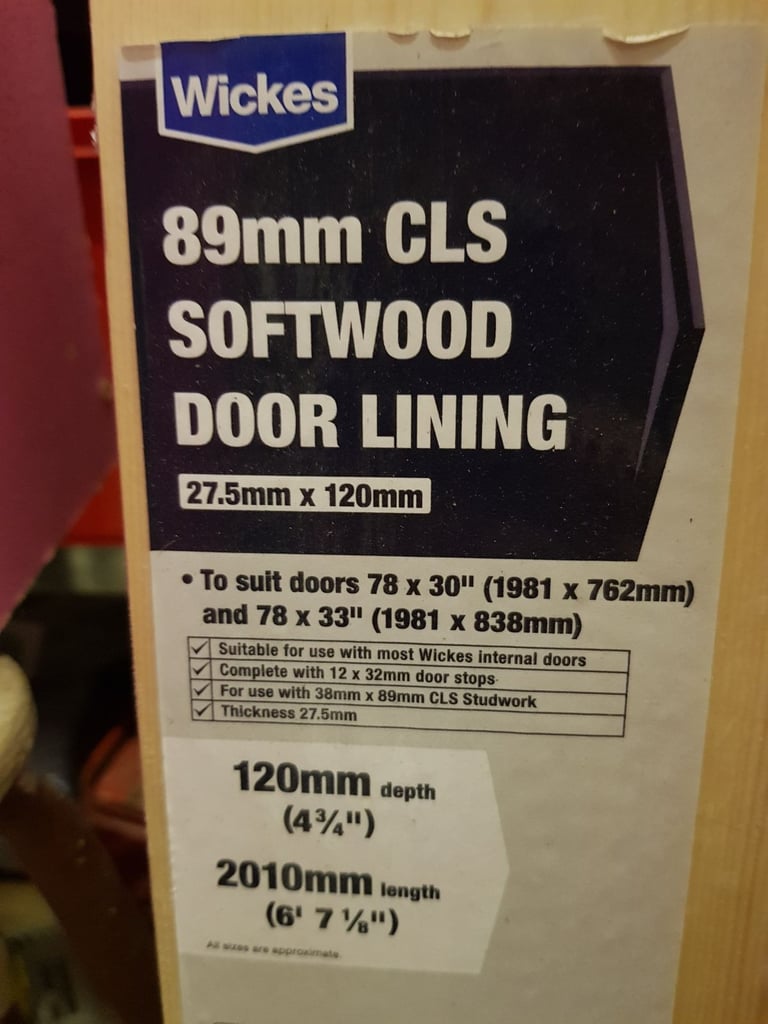 Wickes
89mm CLS
SOFTWOOD
DOOR LINING
27.5mm x 120mm
• To suit doors 78 x 30" (1981 x 762mm)
and 78 x 33" (1981 x 838mm)
✓ Suitable for use with most Wickes internal doors
✓ Complete with 12 x 32mm door stops
✓ For use with 38mm x 89mm CLS Studwork
✓ Thickness 27.5mm
120mm depth
(4¾")
2010mm length
(6' 7 ⅛")
All sizes are approximate.